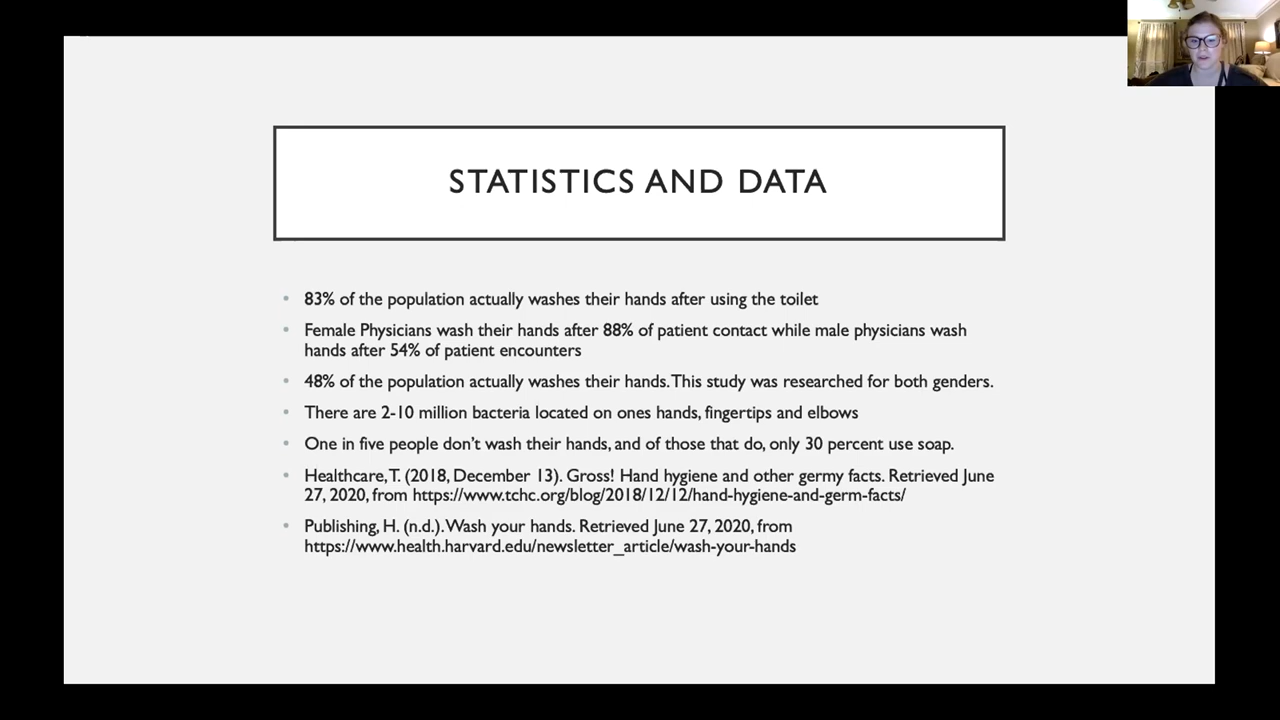 STATISTICS AND DATA
• 83% of the population actually washes their hands after using the toilet
• Female Physicians wash their hands after 88% of patient contact while male physicians wash
hands after 54% of patient encounters
• 48% of the population actually washes their hands. This study was researched for both genders.
• There are 2-10 million bacteria located on ones hands, fingertips and elbows
• One in five people don’t wash their hands, and of those that do, only 30 percent use soap.
• Healthcare, T. (2018, December 13). Gross! Hand hygiene and other germy facts. Retrieved June
27, 2020, from https://www.tchc.org/blog/2018/12/12/hand-hygiene-and-germ-facts/
• Publishing, H. (n.d.). Wash your hands. Retrieved June 27, 2020, from
https://www.health.harvard.edu/newsletter_article/wash-your-hands